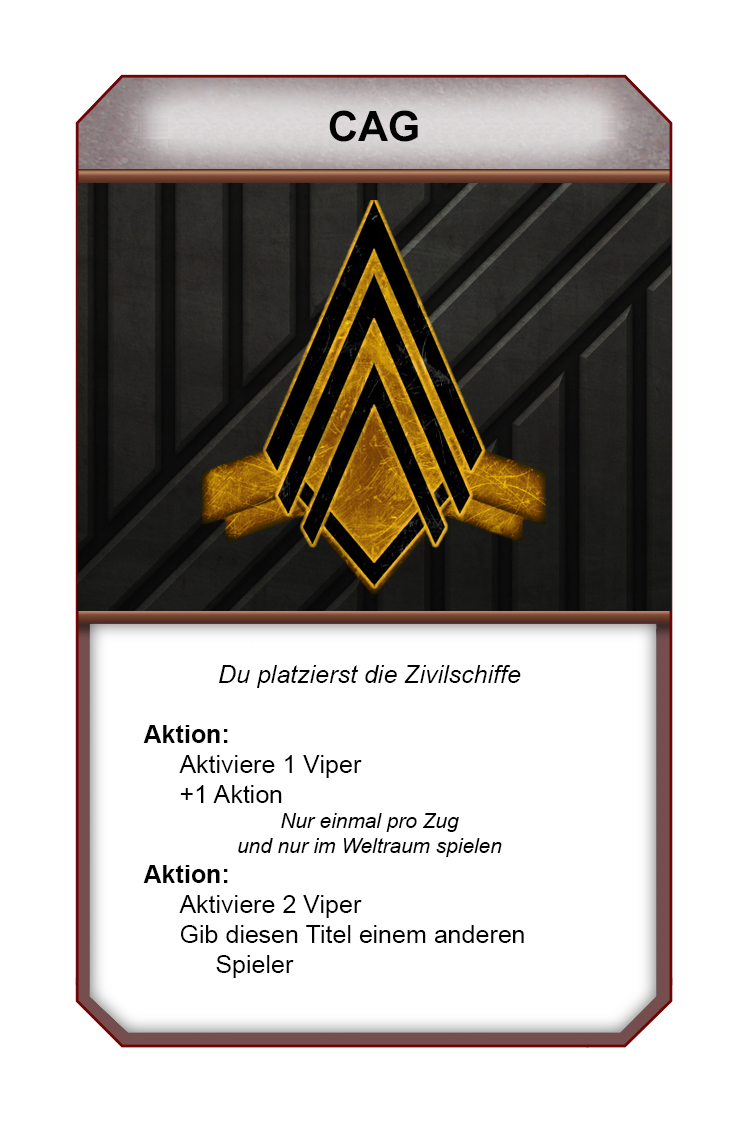 CAG
Du platzierst die Zivilschiffe
Aktion:
Aktiviere 1 Viper
+1 Aktion
Nur einmal pro Zug
und nur im Weltraum spielen
Aktion:
Aktiviere 2 Viper
Gib diesen Titel einem anderen
Spieler